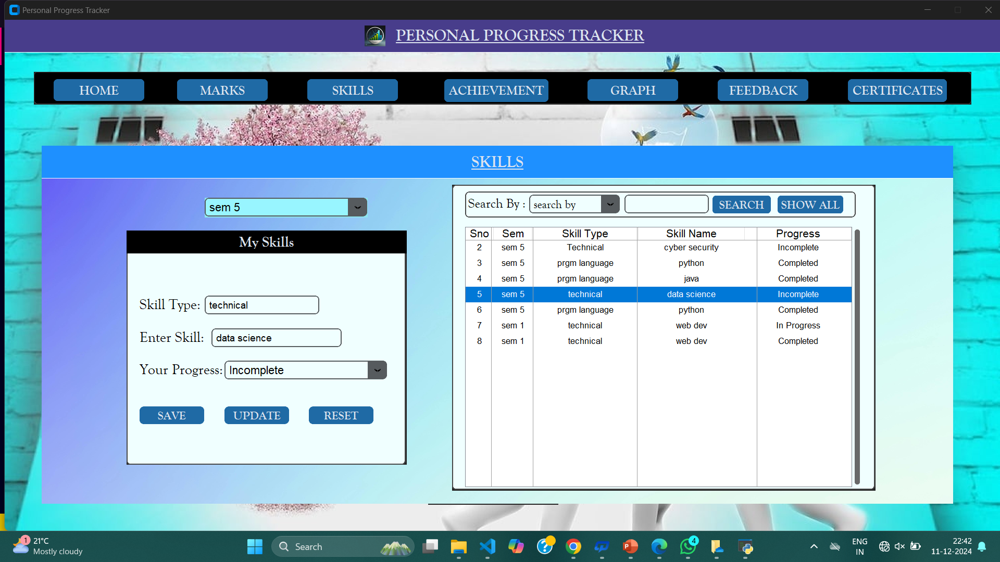 Personal Progress Tracker
PERSONAL PROGRESS TRACKER
HOME MARKS SKILLS ACHIEVEMENT GRAPH FEEDBACK CERTIFICATES
SKILLS
sem 5
My Skills
Skill Type: technical
Enter Skill: data science
Your Progress: Incomplete
SAVE UPDATE RESET
Search By : search by SEARCH SHOW ALL
Sno Sem Skill Type Skill Name Progress
2 sem 5 Technical cyber security Incomplete
3 sem 5 prgm language python Completed
4 sem 5 prgm language java Completed
5 sem 5 technical data science Incomplete
6 sem 5 prgm language python Completed
7 sem 1 technical web dev In Progress
8 sem 1 technical web dev Completed
1
21°C
Mostly cloudy
Search
P
4
ENG
IN
22:42
11-12-2024